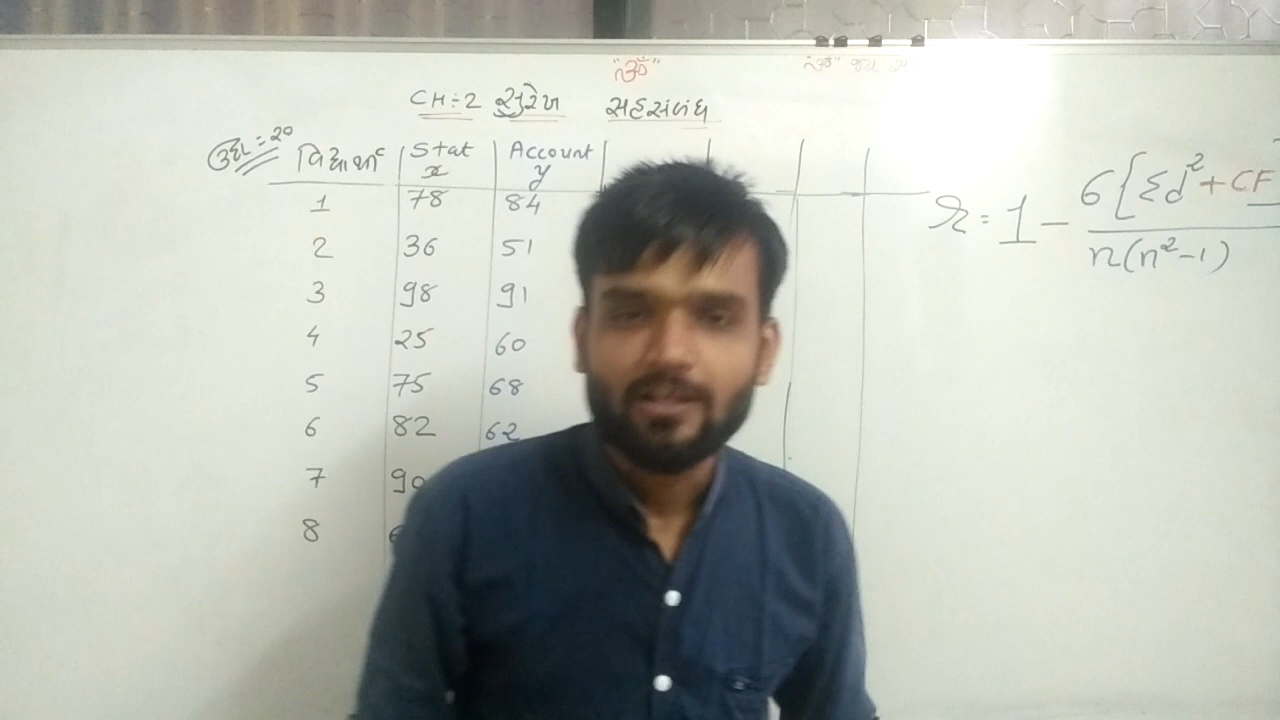 "ૐ"
"ૐ"
CH:-2 સુરેખ સહસંબંધ
ઉદા.=20
વિદ્યાર્થી Stat x Account y
1 78 84
2 36 51
3 98 91
4 25 60
5 75 68
6 82 62
7 90
8
r = 1 - 6[Σd²+CF
n(n²-1)